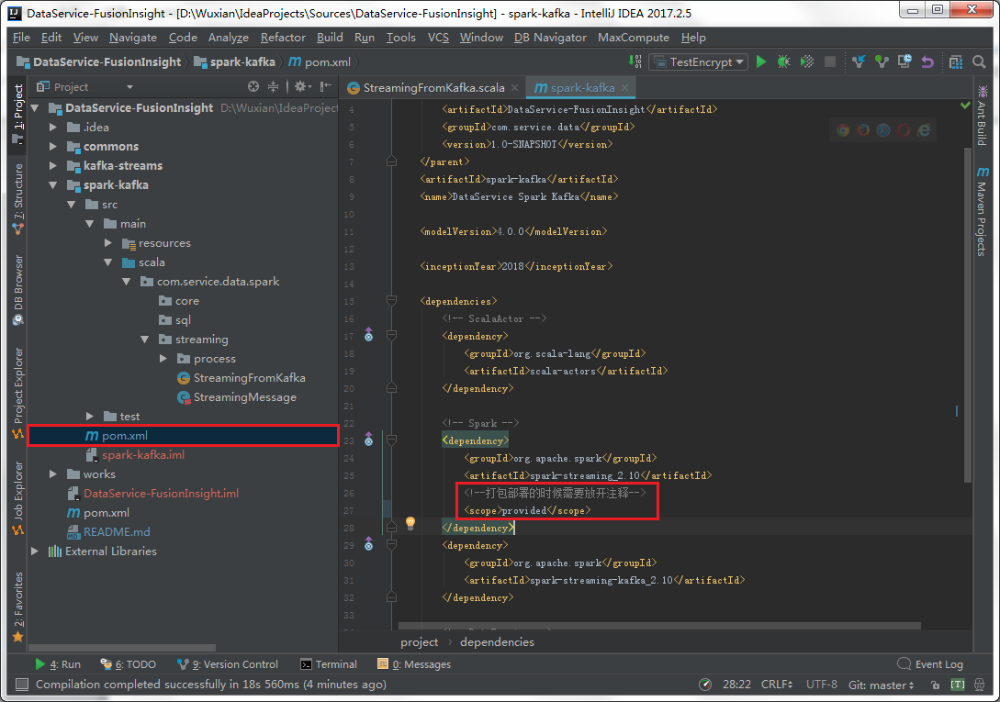 DataService-FusionInsight - [D:\Wuxian\IdeaProjects\Sources\DataService-FusionInsight] - spark-kafka - IntelliJ IDEA 2017.2.5
File Edit View Navigate Code Analyze Refactor Build Run Tools VCS Window DB Navigator MaxCompute Help
DataService-FusionInsight spark-kafka pom.xml TestEncrypt
Project
StreamingFromKafka.scala spark-kafka
1: Project
7: Structure
DB Browser
Project Explorer
Job Explorer
2: Favorites
DataService-FusionInsight D:\Wuxian\IdeaProject
.idea
commons
kafka-streams
spark-kafka
src
main
resources
scala
com.service.data.spark
core
sql
streaming
process
StreamingFromKafka
StreamingMessage
test
pom.xml
spark-kafka.iml
works
DataService-FusionInsight.iml
pom.xml
README.md
External Libraries
4 <artifactId>DataService-FusionInsight</artifactId>
5 <groupId>com.service.data</groupId>
6 <version>1.0-SNAPSHOT</version>
7 </parent>
8 <artifactId>spark-kafka</artifactId>
9 <name>DataService Spark Kafka</name>
10
11 <modelVersion>4.0.0</modelVersion>
12
13 <inceptionYear>2018</inceptionYear>
14
15 <dependencies>
16 <!-- ScalaActor -->
17 <dependency>
18 <groupId>org.scala-lang</groupId>
19 <artifactId>scala-actors</artifactId>
20 </dependency>
21
22 <!-- Spark -->
23 <dependency>
24 <groupId>org.apache.spark</groupId>
25 <artifactId>spark-streaming_2.10</artifactId>
26 <!--打包部署的时候需要放开注释-->
27 <scope>provided</scope>
28 </dependency>
29 <dependency>
30 <groupId>org.apache.spark</groupId>
31 <artifactId>spark-streaming-kafka_2.10</artifactId>
32 </dependency>
33
project dependencies
Ant Build
Maven Projects
4: Run 6: TODO 9: Version Control Terminal 0: Messages Event Log
Compilation completed successfully in 18s 560ms (4 minutes ago) 28:22 CRLF UTF-8 Git: master [T]